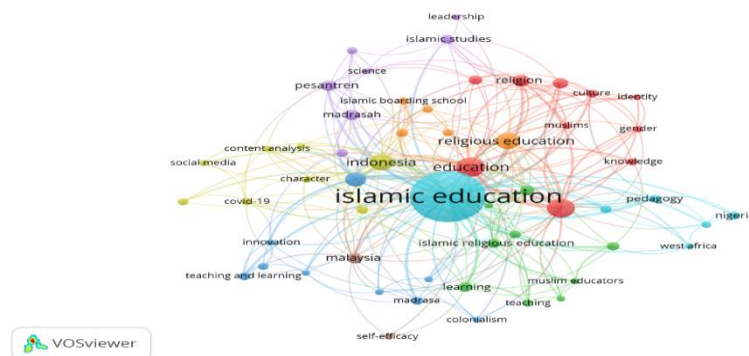 leadership
islamic studies
science
religion
pesantren
culture
identity
islamic boarding school
madrasah
muslims
gender
religious education
content analysis
social media
indonesia
education
knowledge
character
islamic education
pedagogy
covid-19
nigeri
innovation
islamic religious education
west africa
malaysia
teaching and learning
muslim educators
learning
madrasa
teaching
colonialism
self-efficacy
VOSviewer